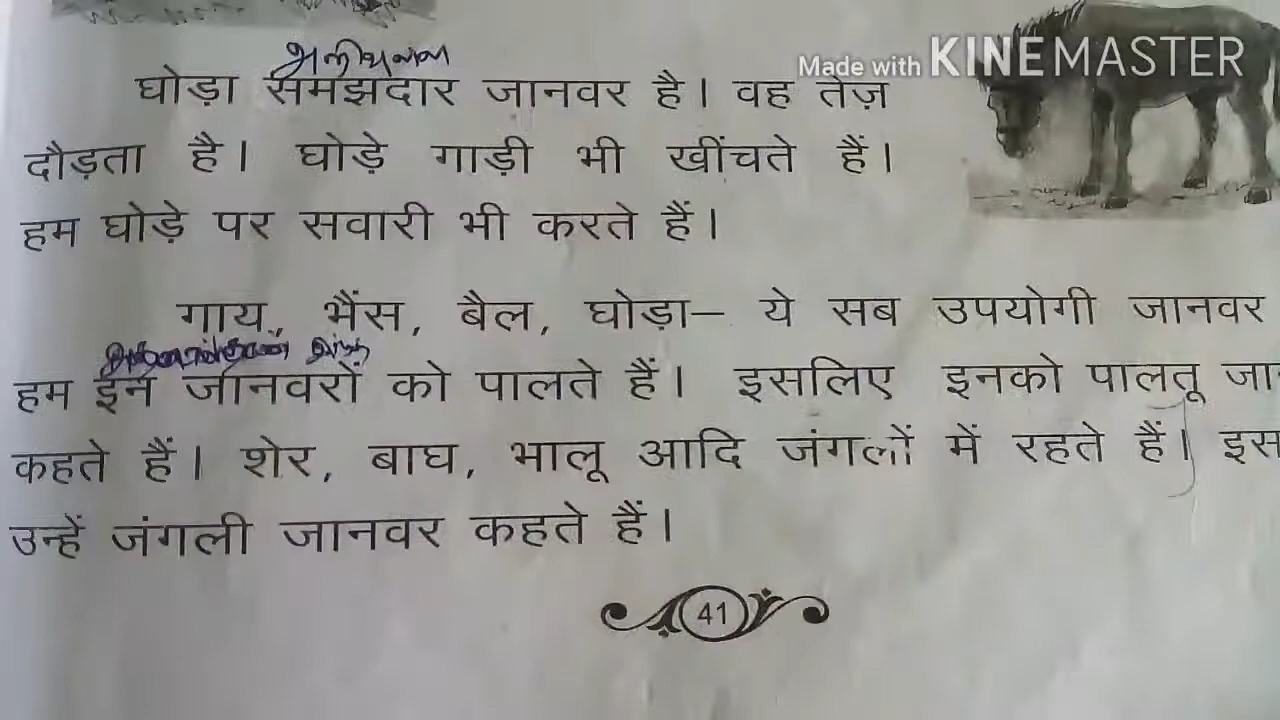 Made with KINEMASTER
घोड़ा समझदार जानवर है। वह तेज़
दौड़ता है। घोड़े गाड़ी भी खींचते हैं।
हम घोड़े पर सवारी भी करते हैं।
गाय, भैंस, बैल, घोड़ा– ये सब उपयोगी जानवर
हम इन जानवरों को पालते हैं। इसलिए इनको पालतू जा
कहते हैं। शेर, बाघ, भालू आदि जंगलों में रहते हैं। इस
उन्हें जंगली जानवर कहते हैं।
41